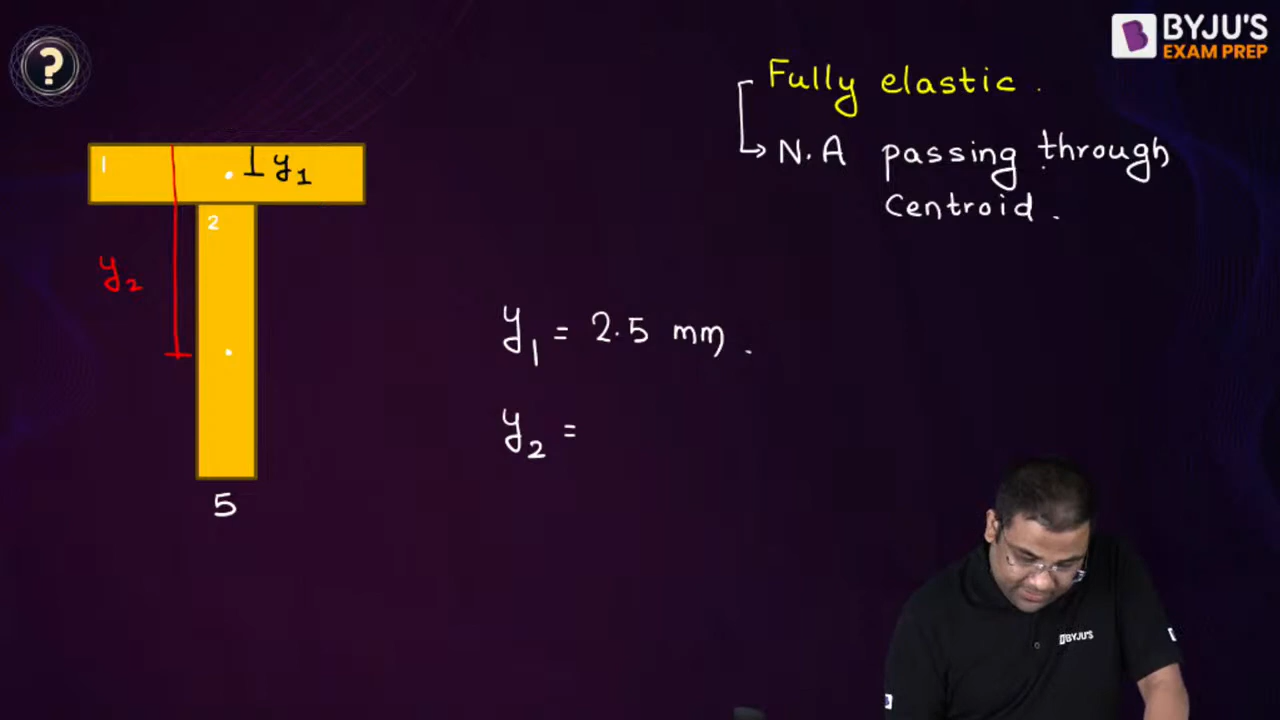 ?
BYJU'S
EXAM PREP
Fully elastic.
N.A passing through
centroid.
1
y1
2
y2
y1 = 2.5 mm.
y2 =
5
BYJU'S